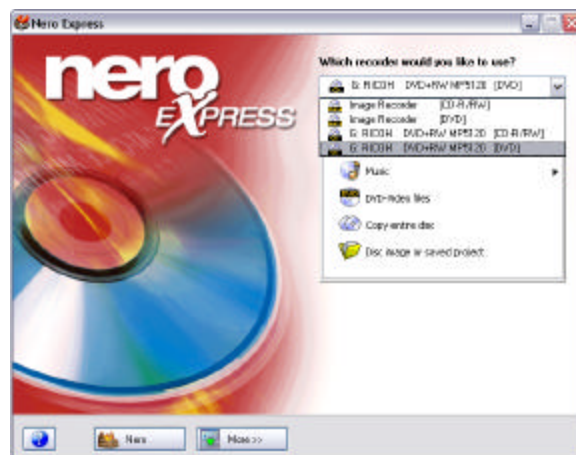 Nero Express
nero
EXPRESS
Which recorder would you like to use?
G: RICOH DVD+RW MP5120 [DVD]
Image Recorder [CD-R/RW]
Image Recorder [DVD]
G: RICOH DVD+RW MP5120 [CD-R/RW]
G: RICOH DVD+RW MP5120 [DVD]
Music
DVD-Video files
Copy entire disc
Disc image or saved project
Nero
More >>